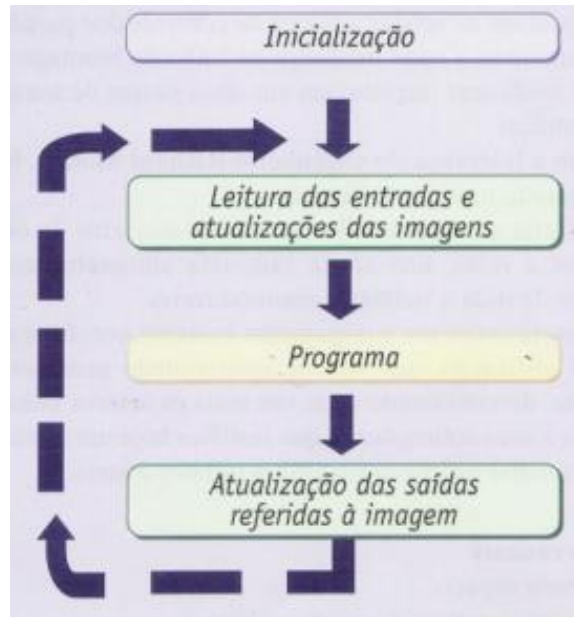 Inicialização
Leitura das entradas e
atualizações das imagens
Programa
Atualização das saídas
referidas à imagem